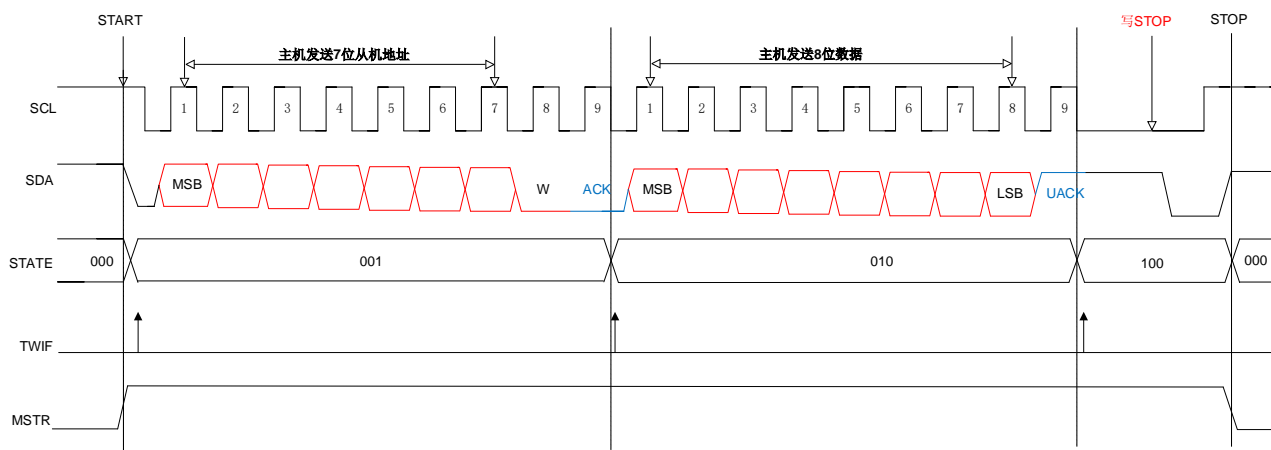 START 写STOP STOP
主机发送7位从机地址 主机发送8位数据
SCL 1 2 3 4 5 6 7 8 9 1 2 3 4 5 6 7 8 9
SDA MSB W ACK MSB LSB UACK
STATE 000 001 010 100 000
TWIF
MSTR